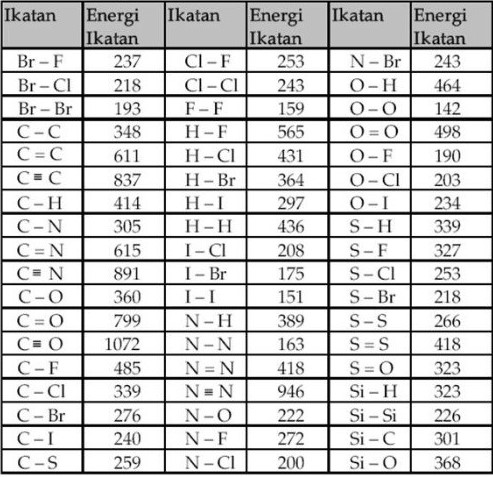 Ikatan Energi Ikatan Ikatan Energi Ikatan Ikatan Energi Ikatan
Br – F 237 Cl – F 253 N – Br 243
Br – Cl 218 Cl – Cl 243 O – H 464
Br – Br 193 F – F 159 O – O 142
C – C 348 H – F 565 O = O 498
C = C 611 H – Cl 431 O – F 190
C ≡ C 837 H – Br 364 O – Cl 203
C – H 414 H – I 297 O – I 234
C – N 305 H – H 436 S – H 339
C = N 615 I – Cl 208 S – F 327
C ≡ N 891 I – Br 175 S – Cl 253
C – O 360 I – I 151 S – Br 218
C = O 799 N – H 389 S – S 266
C ≡ O 1072 N – N 163 S = S 418
C – F 485 N = N 418 S = O 323
C – Cl 339 N ≡ N 946 Si – H 323
C – Br 276 N – O 222 Si – Si 226
C – I 240 N – F 272 Si – C 301
C – S 259 N – Cl 200 Si – O 368